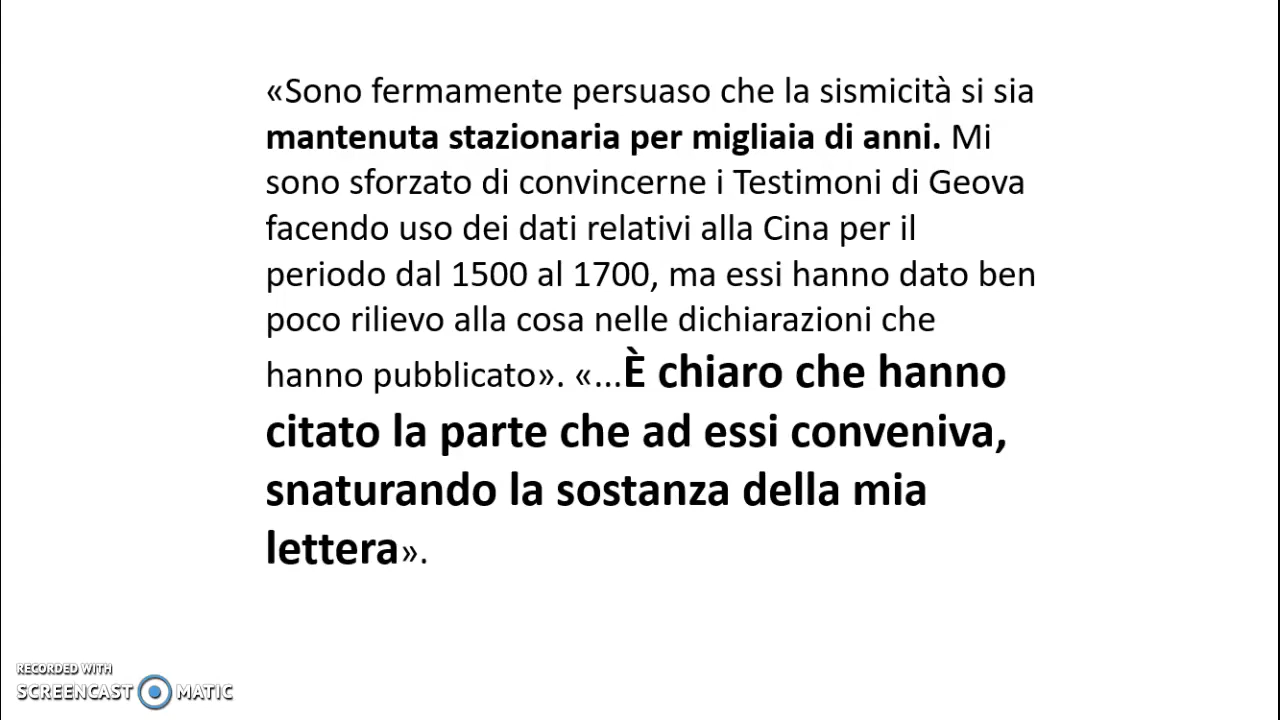 «Sono fermamente persuaso che la sismicità si sia
mantenuta stazionaria per migliaia di anni. Mi
sono sforzato di convincerne i Testimoni di Geova
facendo uso dei dati relativi alla Cina per il
periodo dal 1500 al 1700, ma essi hanno dato ben
poco rilievo alla cosa nelle dichiarazioni che
hanno pubblicato». «...È chiaro che hanno
citato la parte che ad essi conveniva,
snaturando la sostanza della mia
lettera».
RECORDED WITH
SCREENCAST MATIC